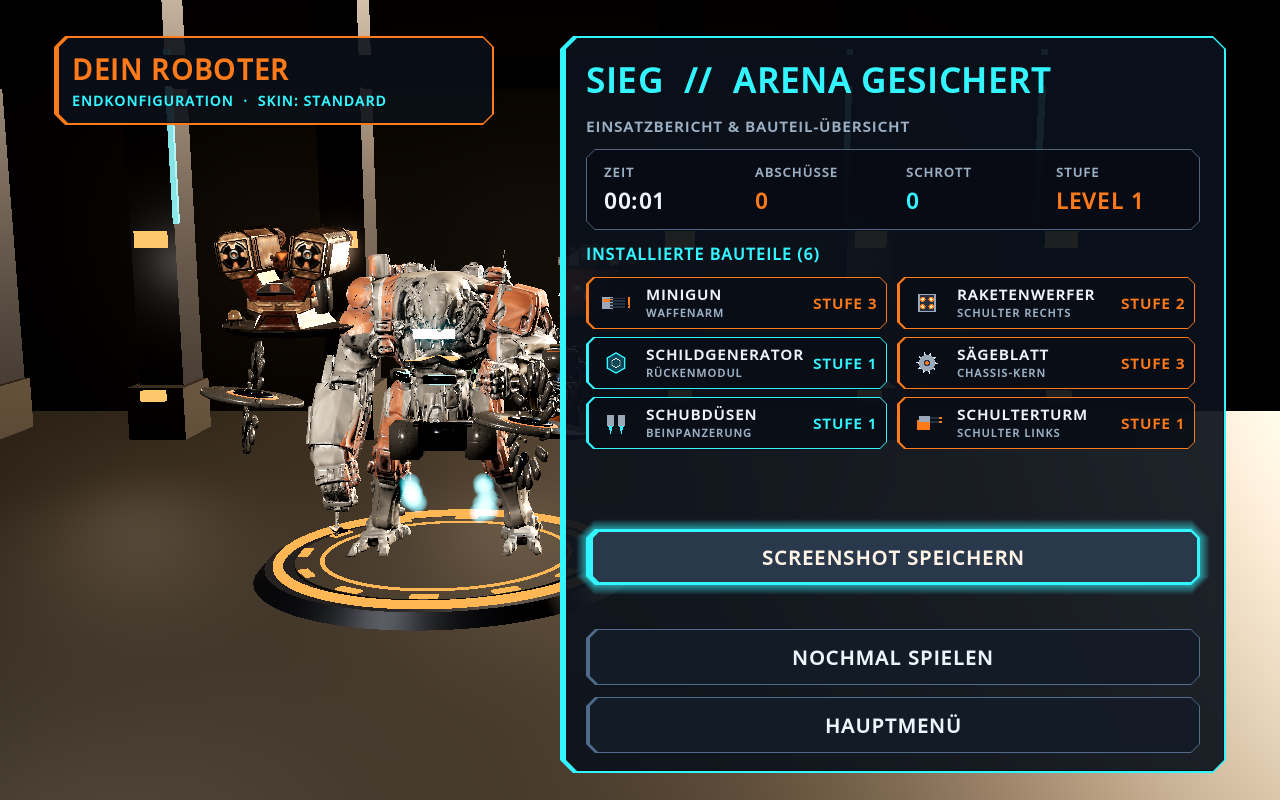 DEIN ROBOTER
ENDKONFIGURATION · SKIN: STANDARD
SIEG // ARENA GESICHERT
EINSATZBERICHT & BAUTEIL-ÜBERSICHT
ZEIT ABSCHÜSSE SCHROTT STUFE
00:01 0 0 LEVEL 1
INSTALLIERTE BAUTEILE (6)
MINIGUN
WAFFENARM
STUFE 3
RAKETENWERFER
SCHULTER RECHTS
STUFE 2
SCHILDGENERATOR
RÜCKENMODUL
STUFE 1
SÄGEBLATT
CHASSIS-KERN
STUFE 3
SCHUBDÜSEN
BEINPANZERUNG
STUFE 1
SCHULTERTURM
SCHULTER LINKS
STUFE 1
SCREENSHOT SPEICHERN
NOCHMAL SPIELEN
HAUPTMENÜ